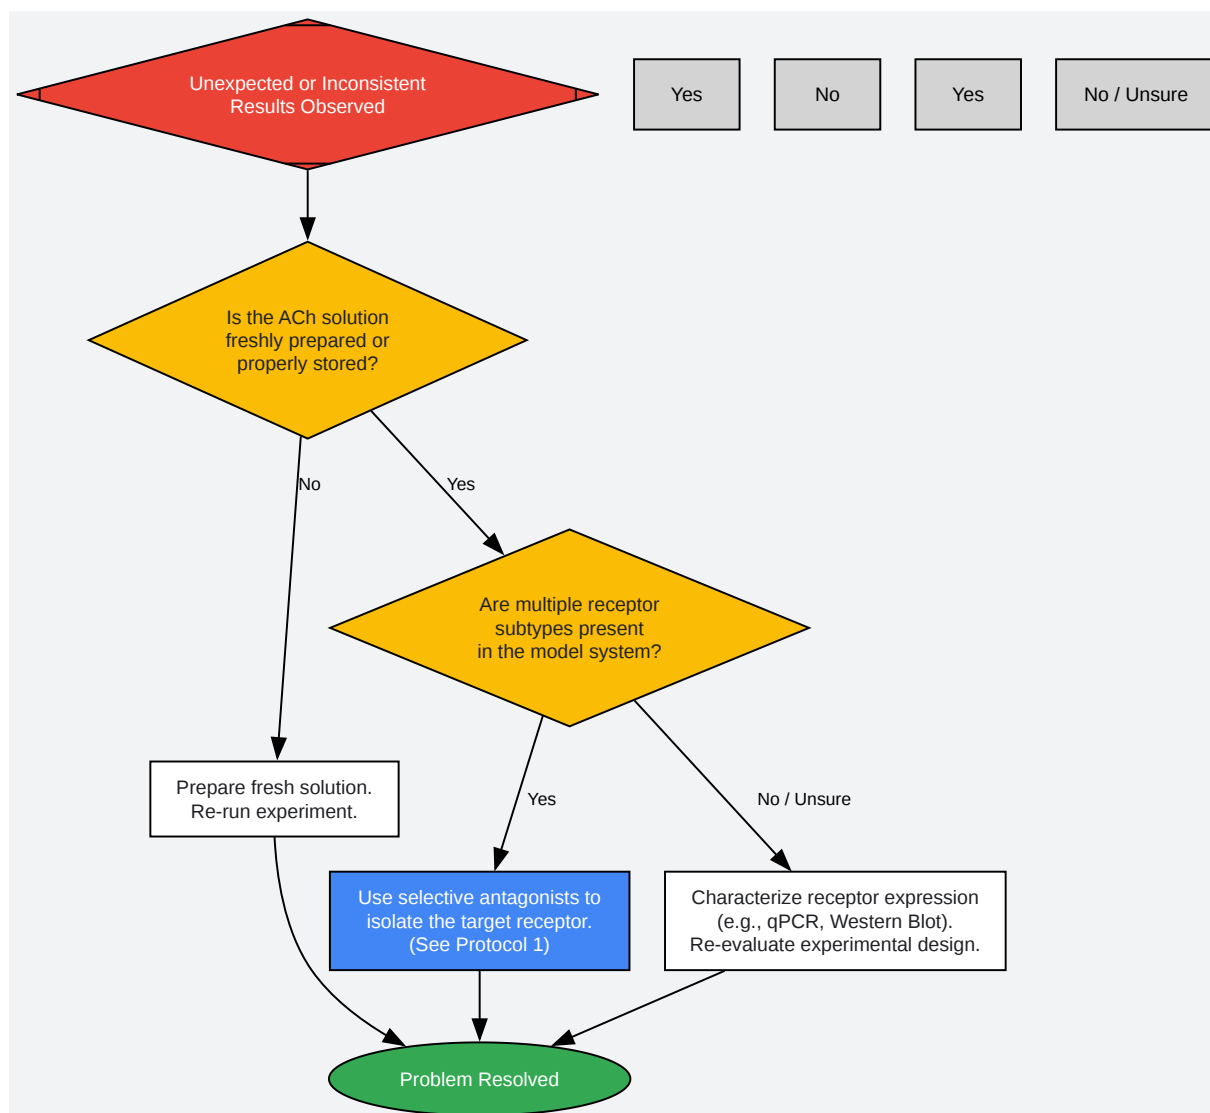 Unexpected or Inconsistent
Results Observed
Yes
No
Yes
No / Unsure
Is the ACh solution
freshly prepared or
properly stored?
No
Yes
Are multiple receptor
subtypes present
in the model system?
Prepare fresh solution.
Re-run experiment.
Yes
No / Unsure
Use selective antagonists to
isolate the target receptor.
(See Protocol 1)
Characterize receptor expression
(e.g., qPCR, Western Blot).
Re-evaluate experimental design.
Problem Resolved